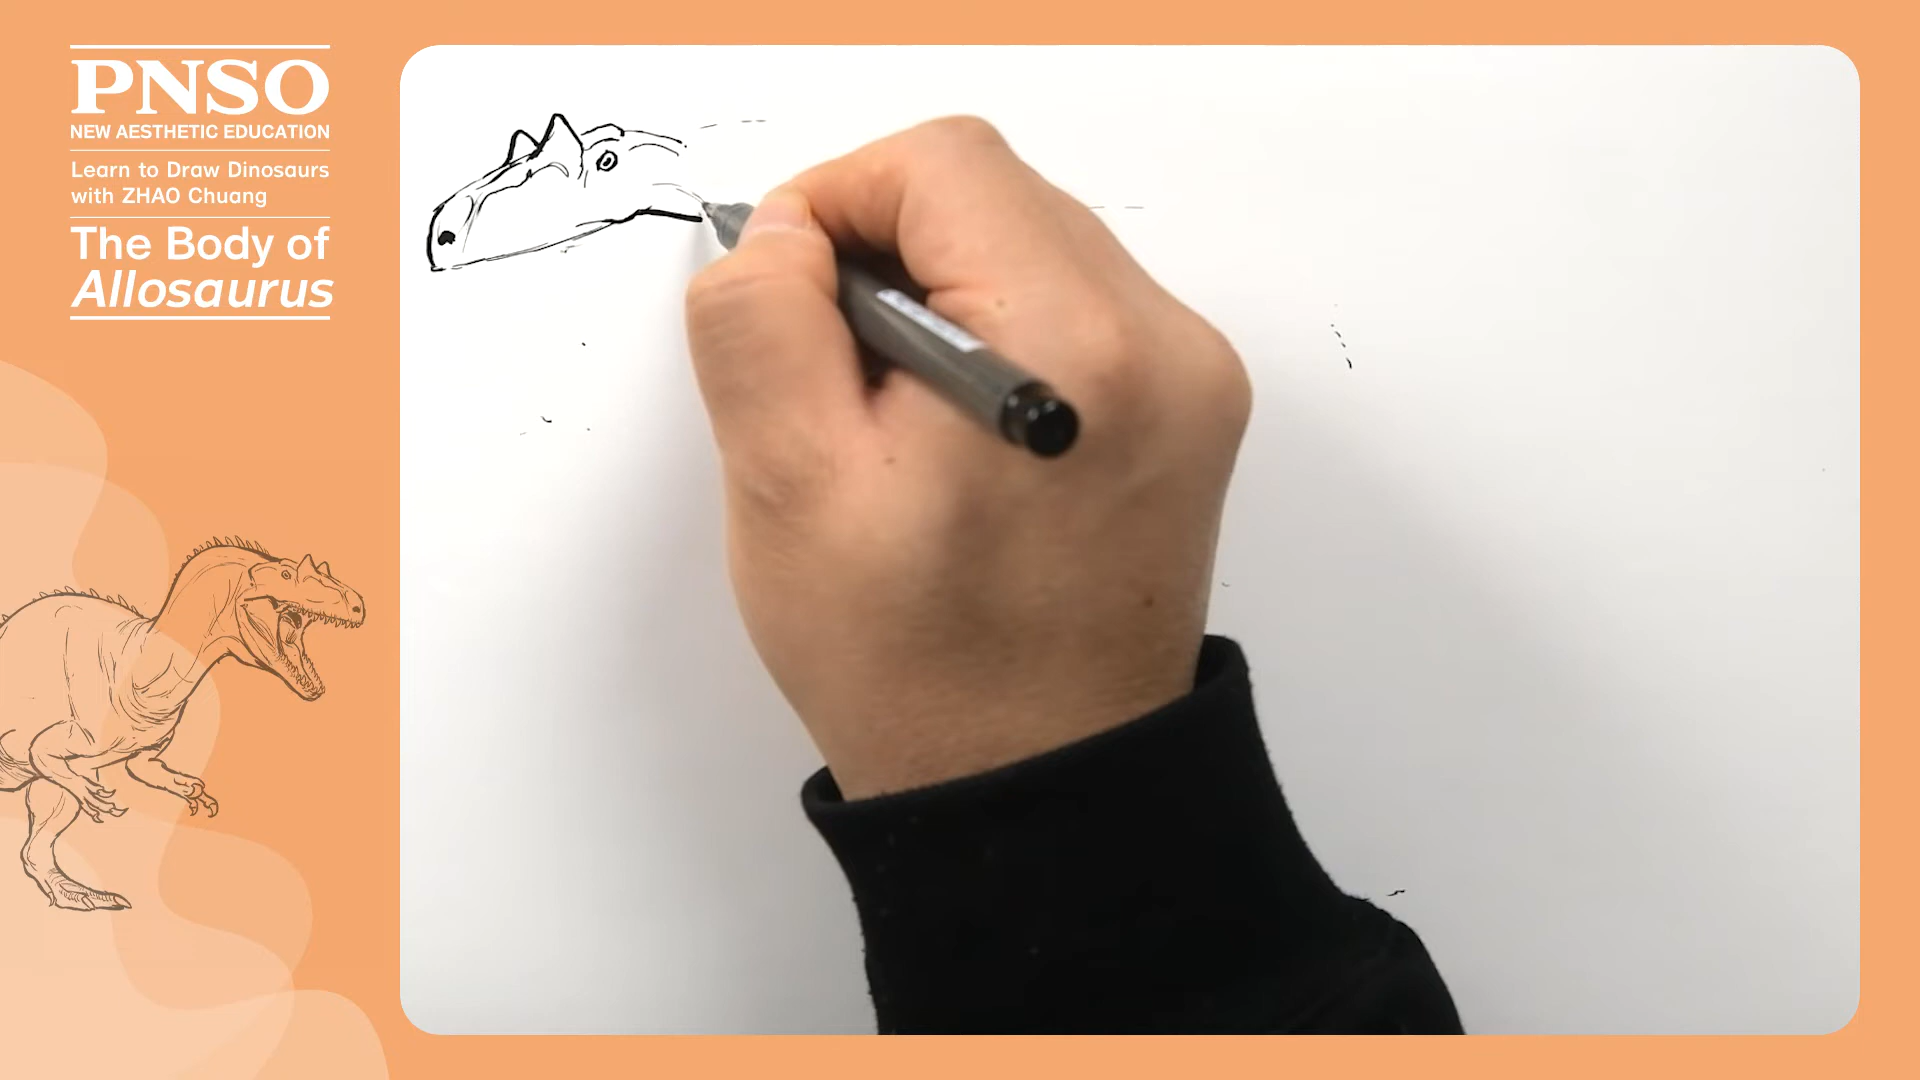 PNSO
NEW AESTHETIC EDUCATION
Learn to Draw Dinosaurs
with ZHAO Chuang
The Body of
Allosaurus